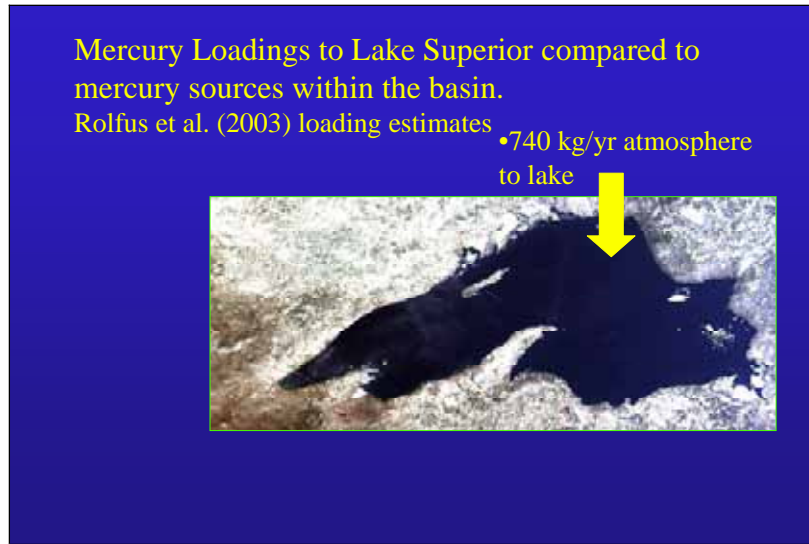 Mercury Loadings to Lake Superior compared to
mercury sources within the basin.
Rolfus et al. (2003) loading estimates
•740 kg/yr atmosphere
to lake